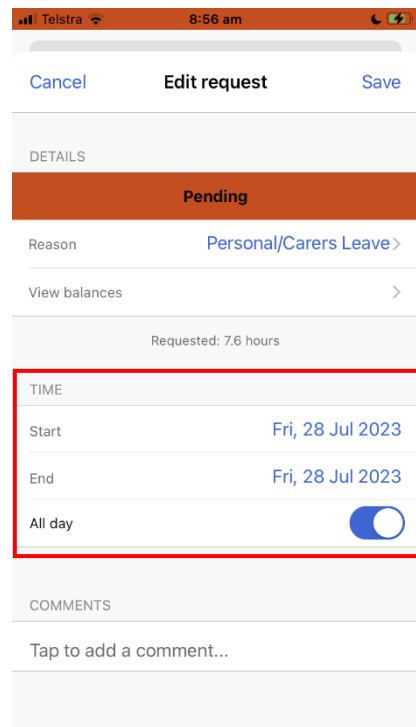 Telstra 8:56 am
Cancel Edit request Save
DETAILS
Pending
Reason Personal/Carers Leave
View balances
Requested: 7.6 hours
TIME
Start Fri, 28 Jul 2023
End Fri, 28 Jul 2023
All day
COMMENTS
Tap to add a comment...